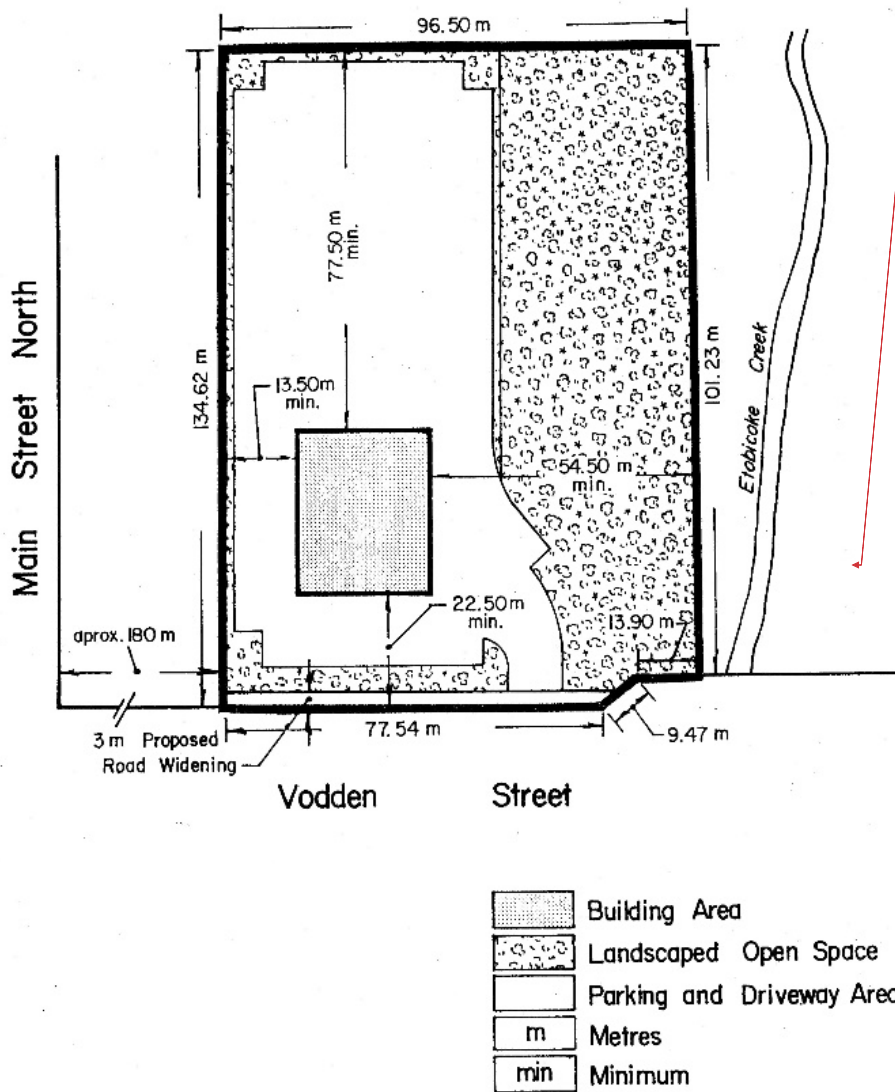 96.50 m
77.50 m
min.
Main Street North
134.62 m
13.50m
min.
101.23 m
Etobicoke Creek
54.50 m
min.
22.50m
min.
13.90 m
aprox. 180 m
3 m Proposed
Road Widening
77.54 m
9.47 m
Vodden Street
Building Area
Landscaped Open Space
Parking and Driveway Area
m Metres
min Minimum